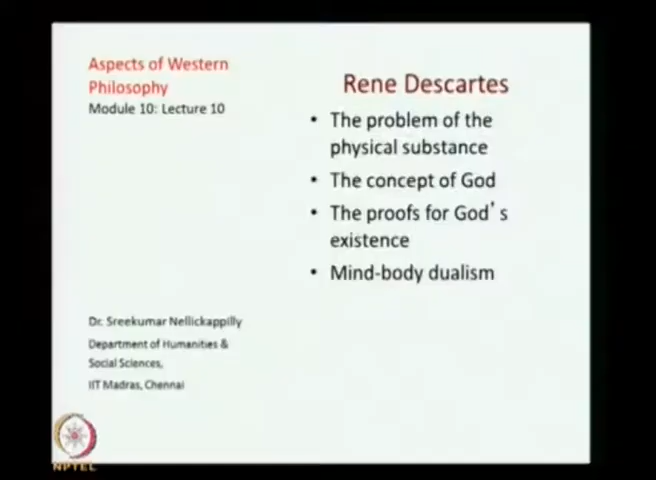 Aspects of Western
Philosophy
Module 10: Lecture 10
Rene Descartes
• The problem of the
physical substance
• The concept of God
• The proofs for God's
existence
• Mind-body dualism
Dr. Sreekumar Nellickappilly
Department of Humanities &
Social Sciences,
IIT Madras, Chennai
NPTEL